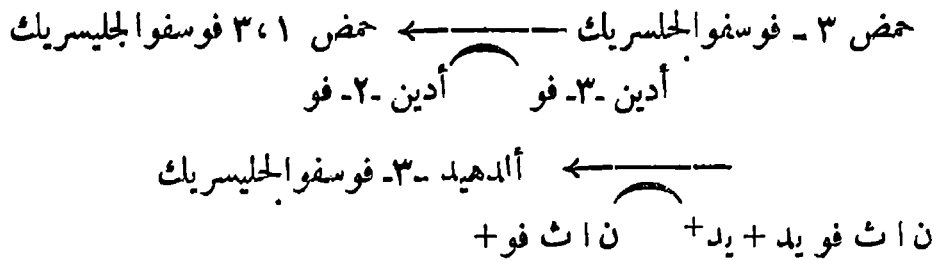 حمض ٣ - فوسفوالجلسريك ← حمض ٣،١ فوسفوالجليسريك
أدين -٣- فو أدين -٢- فو
← ألدهيد -٣- فوسفوالجليسريك
ن ا ث فو يد + يد+ ن ا ث فو +